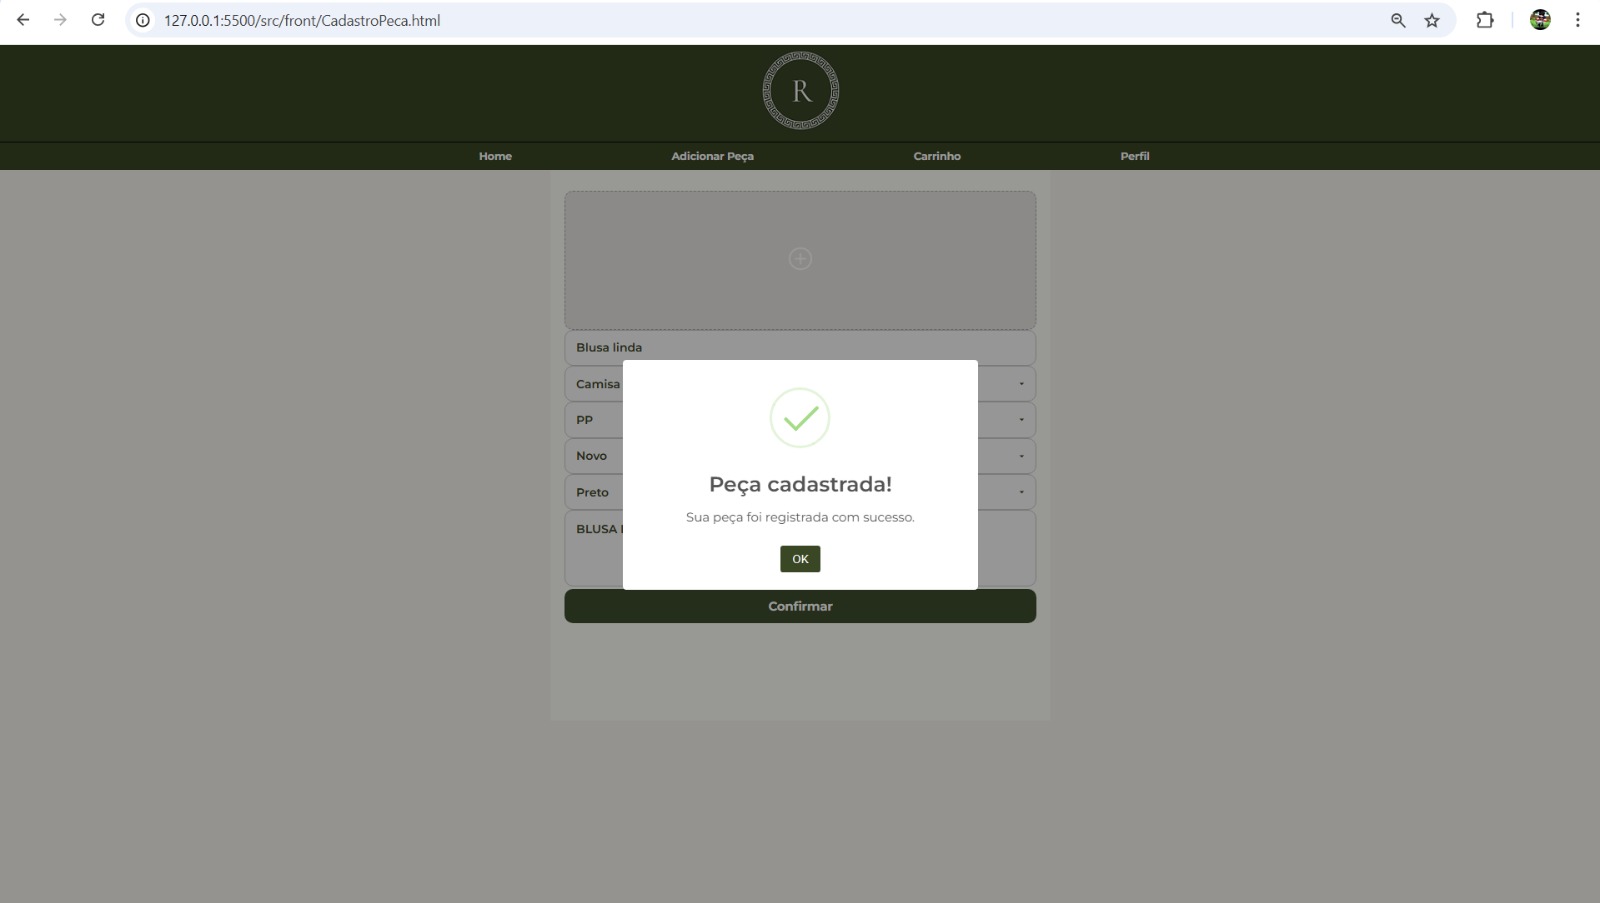 127.0.0.1:5500/src/front/CadastroPeca.html
R
Home Adicionar Peça Carrinho Perfil
Blusa linda
Camisa
PP
Novo
Preto
BLUSA
Peça cadastrada!
Sua peça foi registrada com sucesso.
OK
Confirmar